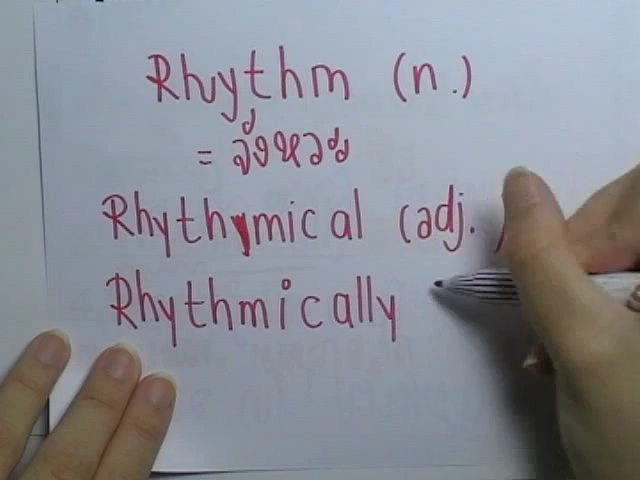 Rhythm (n.)
= จังหวะ
Rhythmical (adj.)
Rhythmically